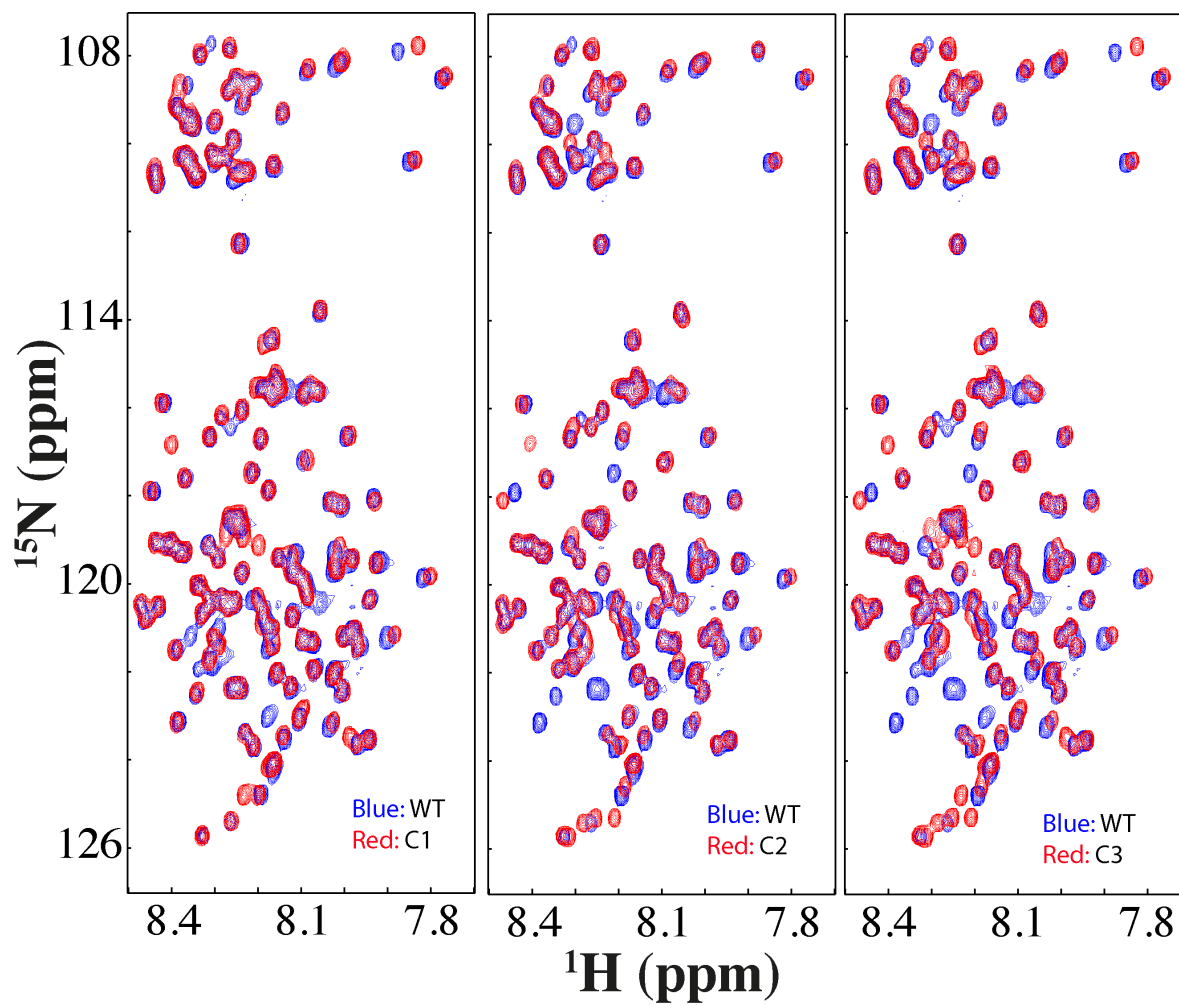 108
114
120
126
15N (ppm)
Blue: WT
Red: C1
Blue: WT
Red: C2
Blue: WT
Red: C3
8.4 8.1 7.8 8.4 8.1 7.8 8.4 8.1 7.8
1H (ppm)